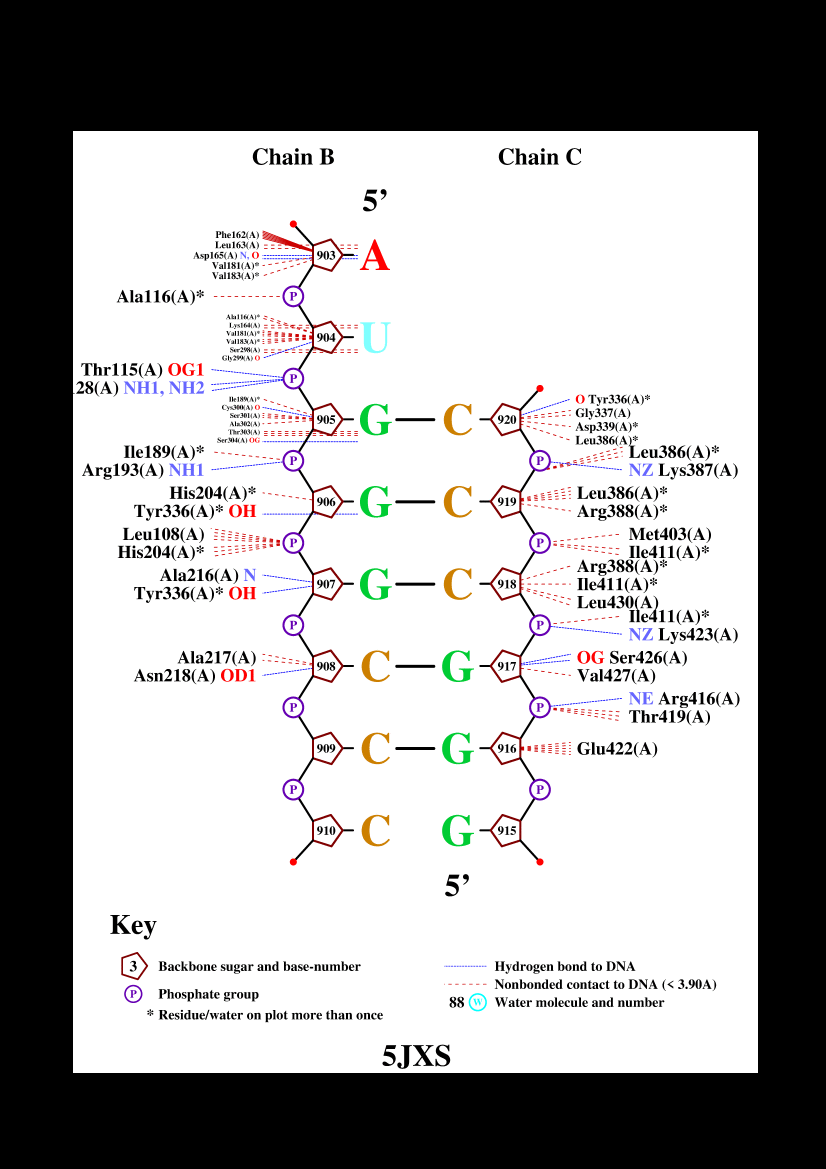 Chain B Chain C
5’
Phe162(A)
Leu163(A)
Asp165(A) N, O
Val181(A)*
Val183(A)*
903 A
Ala116(A)* P
Ala116(A)*
Lys164(A)
Val181(A)*
Val183(A)*
Ser298(A)
Gly299(A) O
904 U
Thr115(A) OG1
28(A) NH1, NH2
P
Ile189(A)*
Cys300(A) O
Ser301(A)
Ala302(A)
Thr303(A)
Ser304(A) OG
905 G C 920
O Tyr336(A)*
Gly337(A)
Asp339(A)*
Leu386(A)*
Ile189(A)*
Arg193(A) NH1
P P
Leu386(A)*
NZ Lys387(A)
His204(A)*
Tyr336(A)* OH
906 G C 919
Leu386(A)*
Arg388(A)*
Leu108(A)
His204(A)*
P P
Met403(A)
Ile411(A)*
Ala216(A) N
Tyr336(A)* OH
907 G C 918
Arg388(A)*
Ile411(A)*
Leu430(A)
P P
Ile411(A)*
NZ Lys423(A)
Ala217(A)
Asn218(A) OD1
908 C G 917
OG Ser426(A)
Val427(A)
P P
NE Arg416(A)
Thr419(A)
909 C G 916
Glu422(A)
P P
910 C G 915
5’
Key
3 Backbone sugar and base-number
P Phosphate group
* Residue/water on plot more than once
Hydrogen bond to DNA
Nonbonded contact to DNA (< 3.90A)
88 W Water molecule and number
5JXS